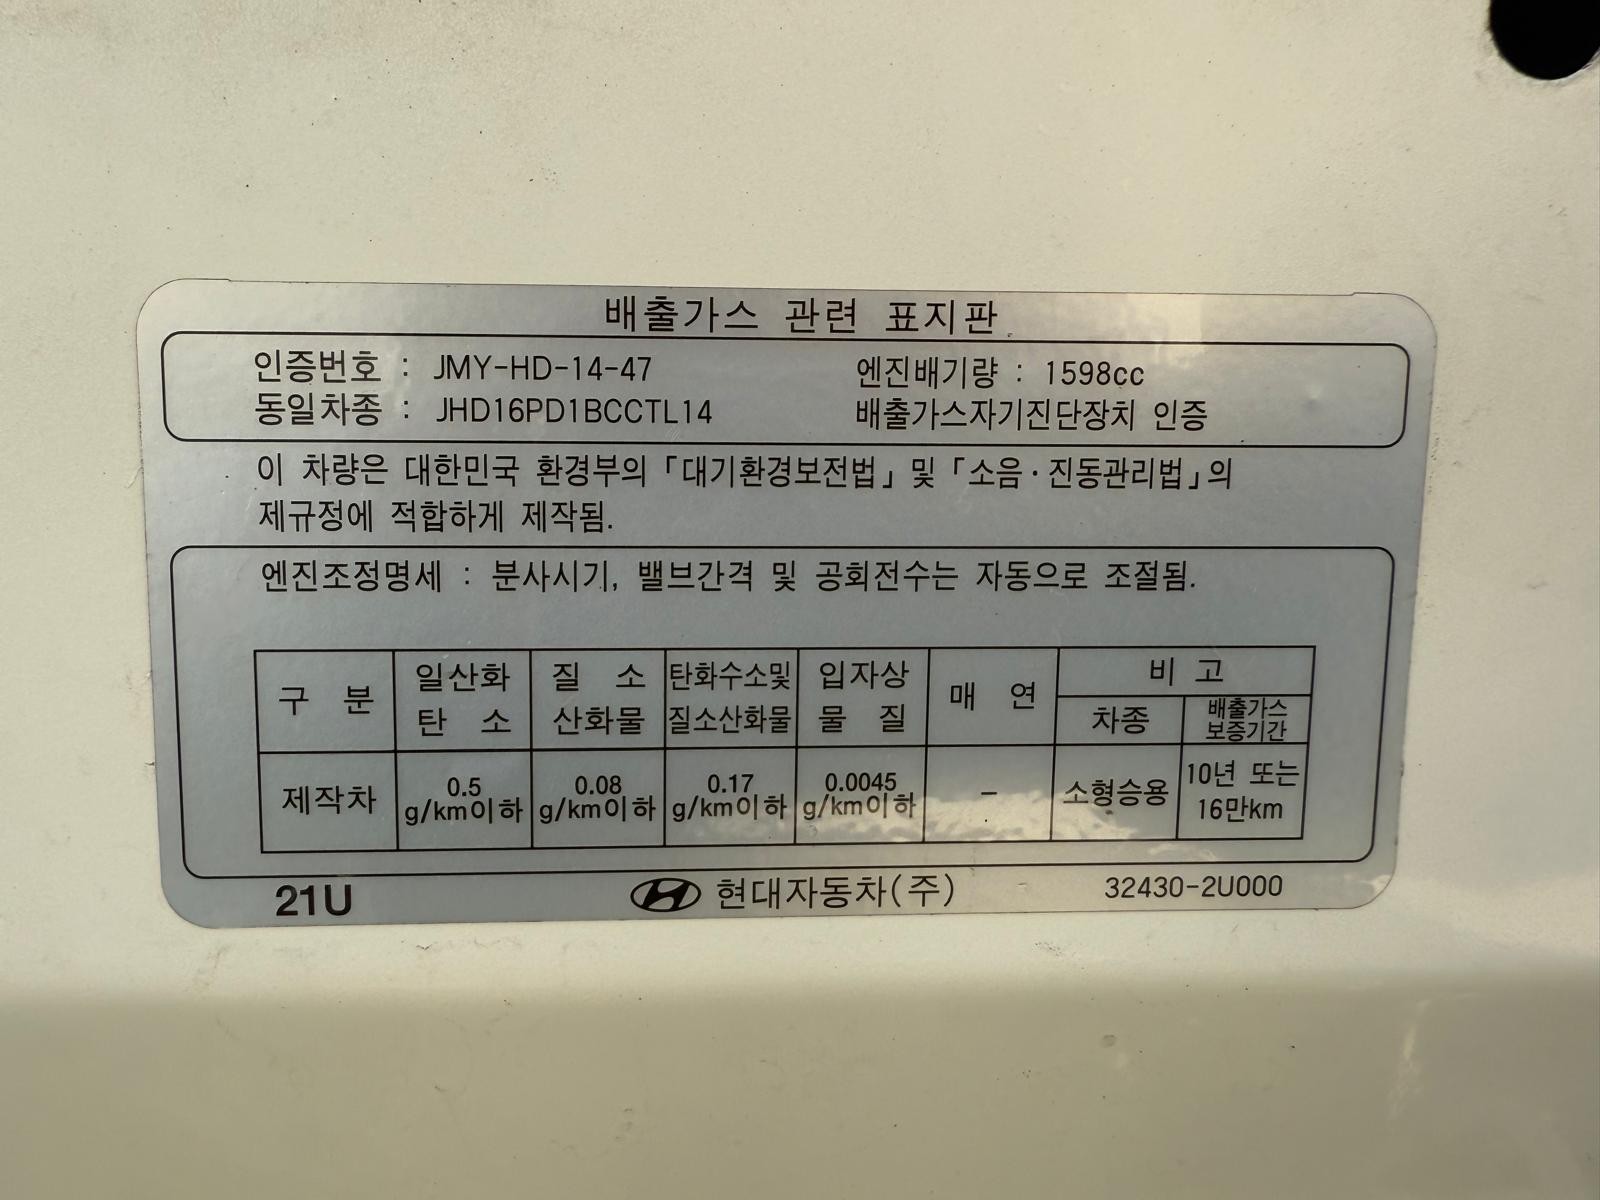 배출가스 관련 표지판
인증번호 : JMY-HD-14-47 엔진배기량 : 1598cc
동일차종 : JHD16PD1BCCTL14 배출가스자기진단장치 인증
이 차량은 대한민국 환경부의 「대기환경보전법」 및 「소음·진동관리법」의
제규정에 적합하게 제작됨.
엔진조정명세 : 분사시기, 밸브간격 및 공회전수는 자동으로 조절됨.
구 분 일산화 탄 소 질 소 산화물 탄화수소및 질소산화물 입자상 물 질 매 연 비 고
차종 배출가스 보증기간
제작차 0.5 g/km이하 0.08 g/km이하 0.17 g/km이하 0.0045 g/km이하 - 소형승용 10년 또는 16만km
21U 현대자동차(주) 32430-2U000